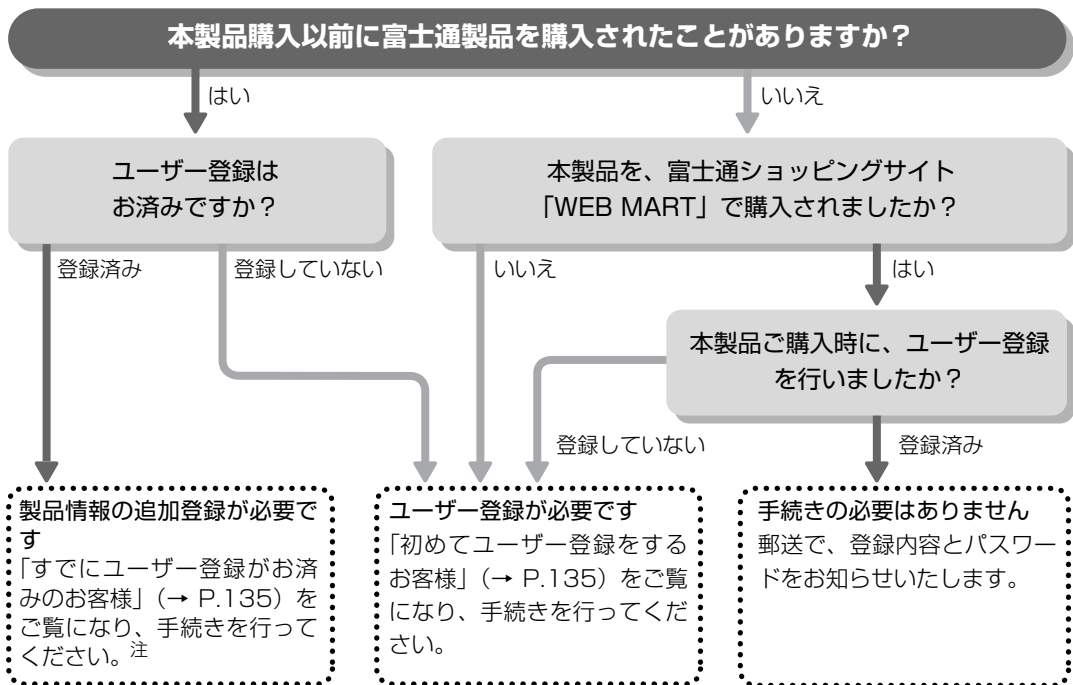 本製品購入以前に富士通製品を購入されたことがありますか？
はい
いいえ
ユーザー登録は
お済みですか？
本製品を、富士通ショッピングサイト
「WEB MART」で購入されましたか？
登録済み
登録していない
いいえ
はい
本製品ご購入時に、ユーザー登録
を行いましたか？
登録していない
登録済み
製品情報の追加登録が必要で
す
「すでにユーザー登録がお済
みのお客様」（→ P.135）を
ご覧になり、手続きを行って
ください。注
ユーザー登録が必要です
「初めてユーザー登録をする
お客様」（→ P.135）をご覧
になり、手続きを行ってくだ
さい。
手続きの必要はありません
郵送で、登録内容とパスワー
ドをお知らせいたします。